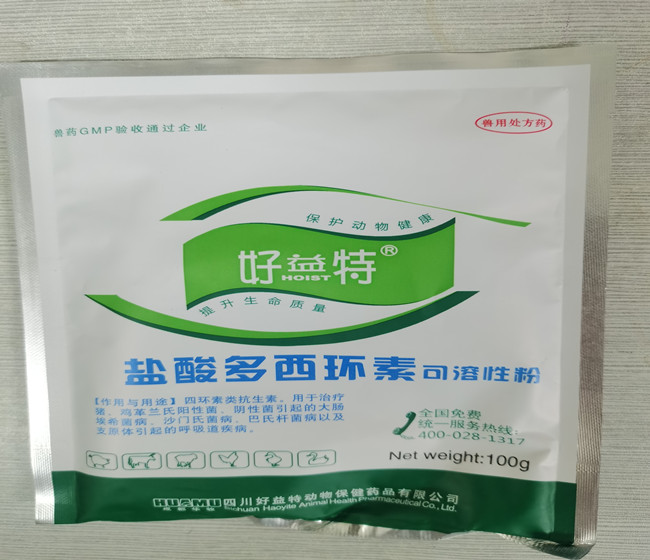 兽药GMP验收通过企业
兽用处方药
保护动物健康
好益特®
HOIST
提升生命质量
盐酸多西环素可溶性粉
【作用与用途】四环素类抗生素。用于治疗
猪、鸡革兰氏阳性菌、阴性菌引起的大肠
埃希菌病、沙门氏菌病、巴氏杆菌病以及
支原体引起的呼吸道疾病。
全国免费
统一服务热线:
400-028-1317
Net weight:100g
HUAMU 四川好益特动物保健药品有限公司
Sichuan Haoyite Animal Health Pharmaceutical Co., Ltd.